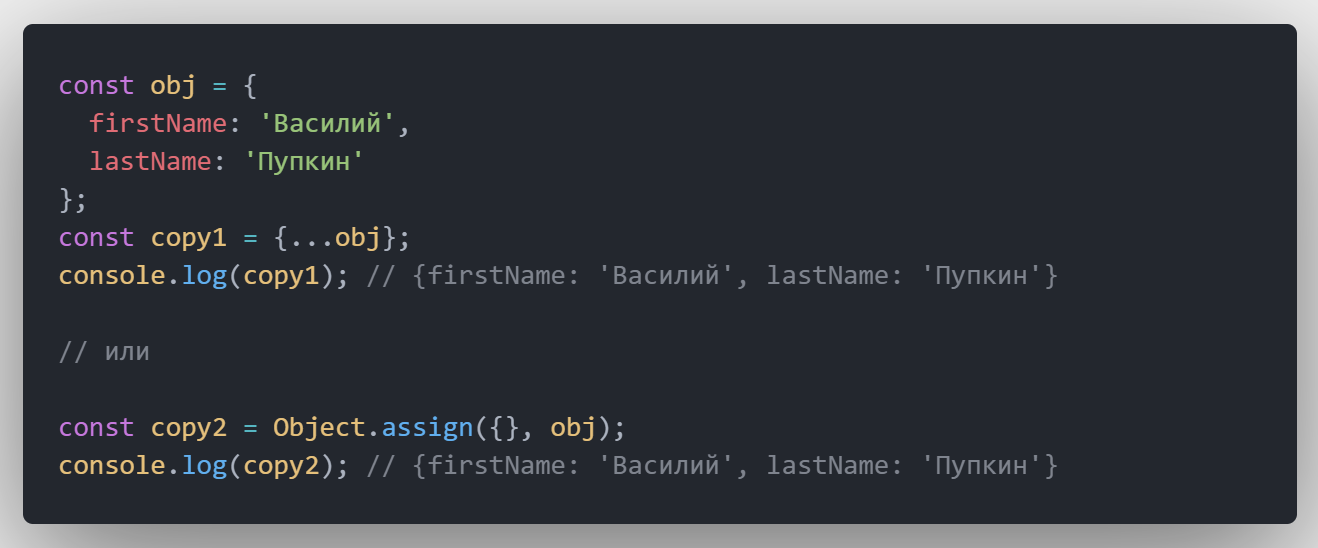 const obj = {
  firstName: 'Василий',
  lastName: 'Пупкин'
};
const copy1 = {...obj};
console.log(copy1); // {firstName: 'Василий', lastName: 'Пупкин'}
// или
const copy2 = Object.assign({}, obj);
console.log(copy2); // {firstName: 'Василий', lastName: 'Пупкин'}